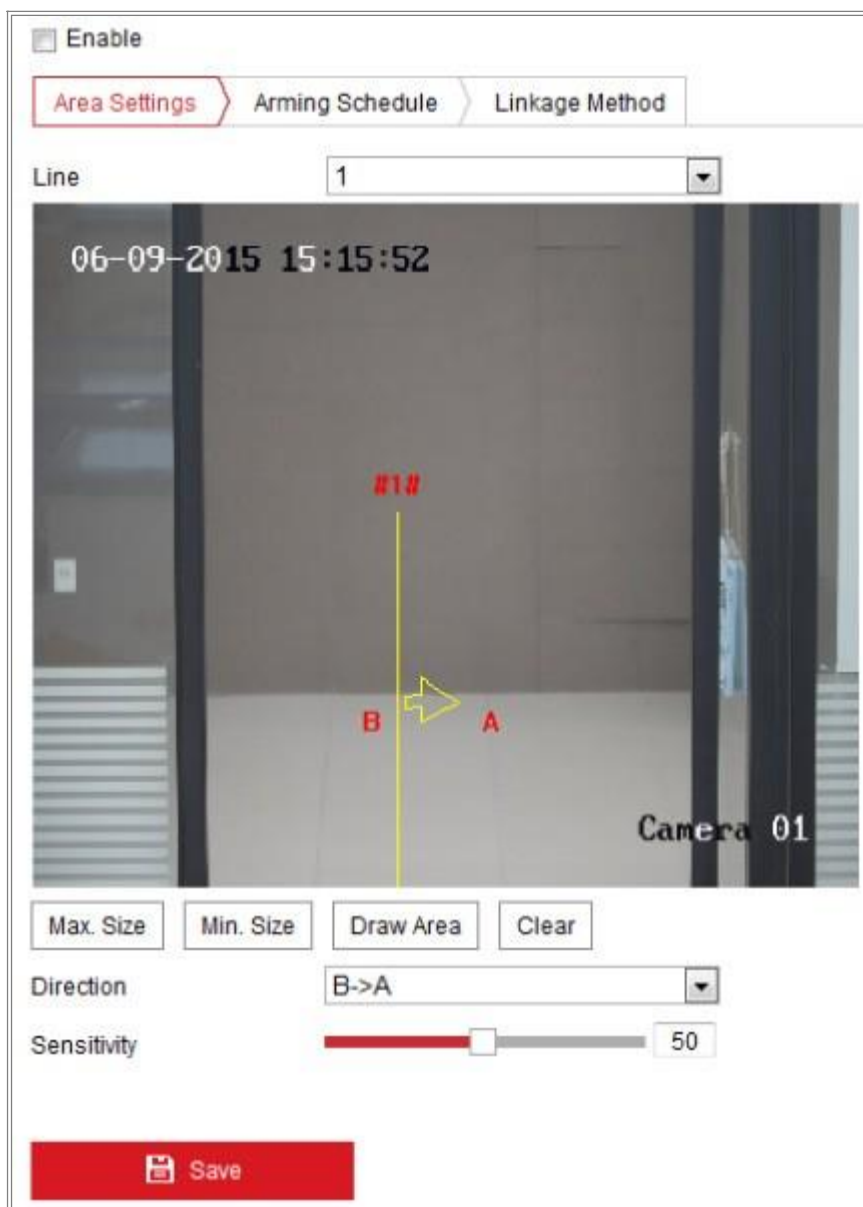 Enable
Area Settings Arming Schedule Linkage Method
Line 1
06-09-2015 15:15:52
#1#
B A
Camera 01
Max. Size Min. Size Draw Area Clear
Direction B->A
Sensitivity 50
Save